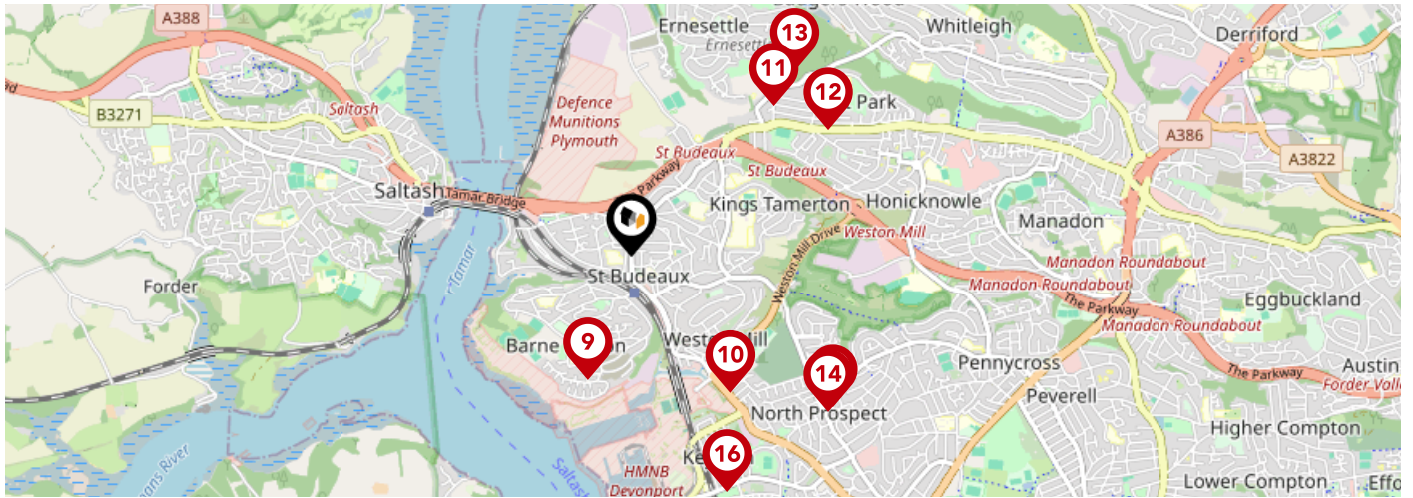 A388
Ernesettle
Ernesettle
13
Whitleigh
Derriford
11
12
Park
B3271
Saltash
Defence
Munitions
Plymouth
A386
A3822
St Budeaux
St Budeaux
Parkway
Saltash
Tamar Bridge
Kings Tamerton
Honicknowle
Manadon
Weston Mill
Weston Mill Drive
Tamar
St Budeaux
Forder
Manadon Roundabout
Manadon Roundabout
The Parkway
Eggbuckland
Manadon Roundabout
9
Barne
10
14
Pennycross
The Parkway
Austin
Peverell
North Prospect
Higher Compton
16
HMNB
Devonport
Lower Compton